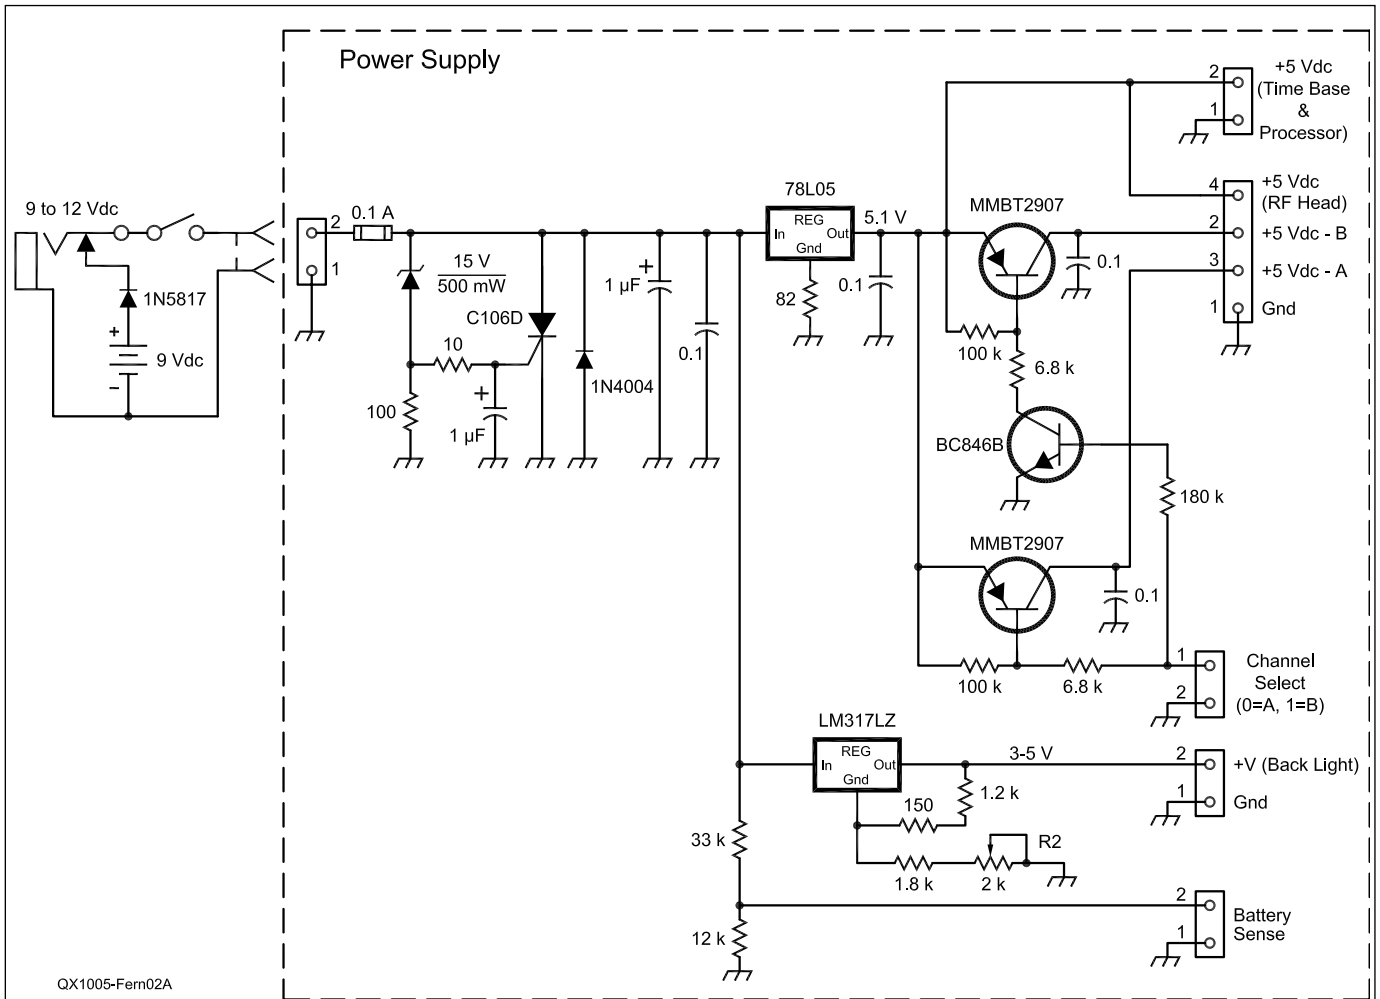 Power Supply
+5 Vdc
(Time Base
&
Processor)
2
1
9 to 12 Vdc
1N5817
+
9 Vdc
–
2
1
0.1 A
15 V
500 mW
C106D
10
100
+
1 µF
1N4004
+
1 µF
0.1
78L05
REG
In
Out
Gnd
5.1 V
82
0.1
MMBT2907
0.1
100 k
6.8 k
BC846B
180 k
4
+5 Vdc
(RF Head)
2
+5 Vdc - B
3
+5 Vdc - A
1
Gnd
MMBT2907
0.1
100 k
6.8 k
1
2
Channel
Select
(0=A, 1=B)
LM317LZ
REG
In
Out
Gnd
3-5 V
1.2 k
150
1.8 k
2 k
R2
2
+V (Back Light)
1
Gnd
33 k
12 k
2
1
Battery
Sense
QX1005-Fern02A